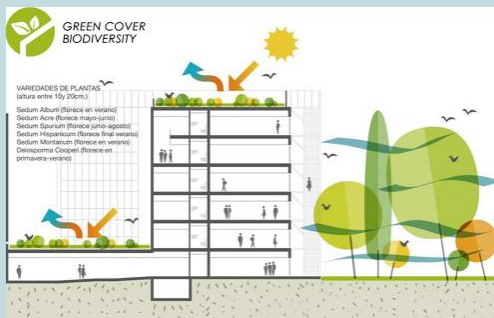 GREEN COVER
BIODIVERSITY
VARIEDADES DE PLANTAS
(altura entre 10y 20cm.)
Sedum Album (florece en verano)
Sedum Acre (florece mayo-junio)
Sedum Spurium (florece junio-agosto)
Sedum Hispanicum (florece final verano)
Sedum Montanum (florece en verano)
Delosporma Cooperi (florece en
primavera-verano)